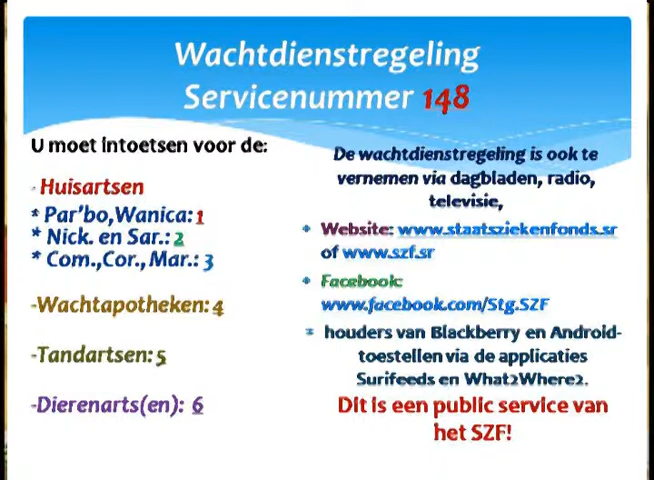 Wachtdienstregeling
Servicenummer 148
U moet intoetsen voor de:
- Huisartsen
* Par'bo,Wanica: 1
* Nick. en Sar.: 2
* Com.,Cor., Mar.: 3
-Wachtapotheken: 4
-Tandartsen: 5
-Dierenarts(en): 6
De wachtdienstregeling is ook te
vernemen via dagbladen, radio,
televisie,
• Website: www.staatsziekenfonds.sr
of www.szf.sr
• Facebook:
www.facebook.com/Stg.SZF
houders van Blackberry en Android-
toestellen via de applicaties
Surifeeds en What2Where2.
Dit is een public service van
het SZF!